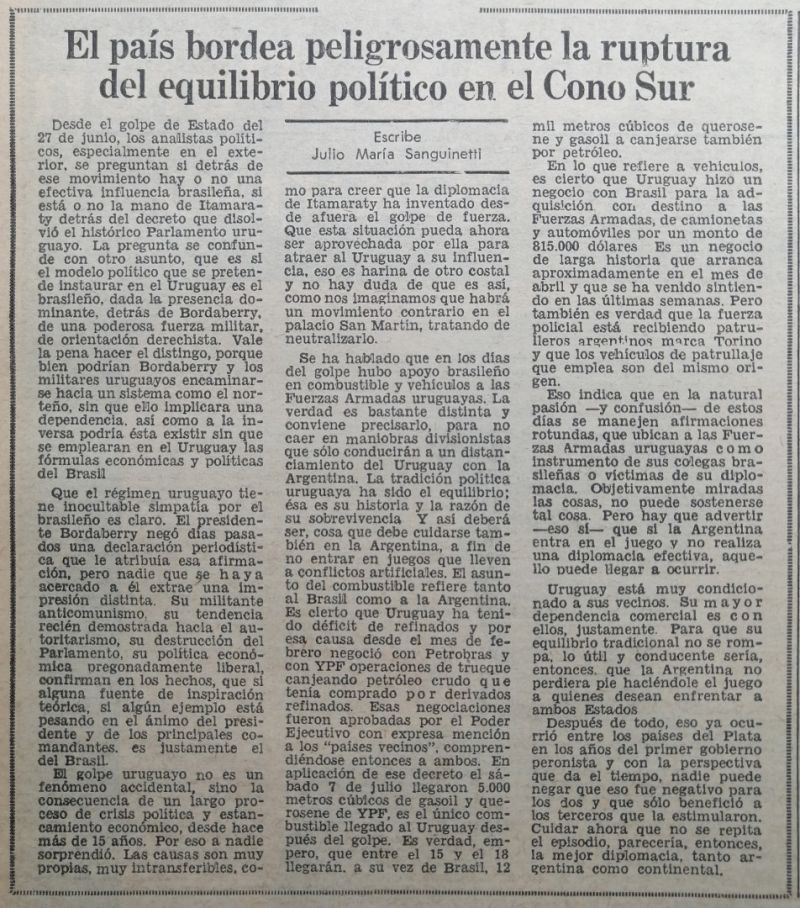 El país bordea peligrosamente la ruptura
del equilibrio político en el Cono Sur
Desde el golpe de Estado del
27 de junio, los analistas políti-
cos, especialmente en el exte-
rior, se preguntan si detrás de
ese movimiento hay o no una
efectiva influencia brasileña, si
está o no la mano de Itamara-
ty detrás del decreto que disol-
vió el histórico Parlamento uru-
guayo. La pregunta se confun-
de con otro asunto, que es si
el modelo político que se preten-
de instaurar en el Uruguay es el
brasileño, dada la presencia do-
minante, detrás de Bordaberry,
de una poderosa fuerza militar,
de orientación derechista. Vale
la pena hacer el distingo, porque
bien podrían Bordaberry y los
militares uruguayos encaminar-
se hacia un sistema como el nor-
teño, sin que ello implicara una
dependencia, así como a la in-
versa podría ésta existir sin que
se emplearan en el Uruguay las
fórmulas económicas y políticas
del Brasil
Que el régimen uruguayo tie-
ne inocultable simpatía por el
brasileño es claro. El presiden-
te Bordaberry negó días pasa-
dos una declaración periodísti-
ca que le atribuía esa afirma-
ción, pero nadie que se haya
acercado a él extrae una im-
presión distinta. Su militante
anticomunismo, su tendencia
recién demostrada hacia el au-
toritarismo, su destrucción del
Parlamento, su política econó-
mica pregonadamente liberal,
confirman en los hechos, que si
alguna fuente de inspiración
teórica, si algún ejemplo está
pesando en el ánimo del presi-
dente y de los principales co-
mandantes. es justamente el
del Brasil.
El golpe uruguayo no es un
fenómeno accidental, sino la
consecuencia de un largo pro-
ceso de crisis política y estan-
camiento económico, desde hace
más de 15 años. Por eso a nadie
sorprendió. Las causas son muy
propias, muy intransferibles, co-
Escribe
Julio María Sanguinetti
mo para creer que la diplomacia
de Itamaraty ha inventado des-
de afuera el golpe de fuerza.
Que esta situación pueda ahora
ser aprovechada por ella para
atraer al Uruguay a su influen-
cia, eso es harina de otro costal
y no hay duda de que es así,
como nos imaginamos que habrá
un movimiento contrario en el
palacio San Martín, tratando de
neutralizarlo.
Se ha hablado que en los días
del golpe hubo apoyo brasileño
en combustible y vehículos a las
Fuerzas Armadas uruguayas. La
verdad es bastante distinta y
conviene precisarlo, para no
caer en maniobras divisionistas
que sólo conducirán a un distan-
ciamiento del Uruguay con la
Argentina. La tradición política
uruguaya ha sido el equilibrio;
ésa es su historia y la razón de
su sobrevivencia Y así deberá
ser, cosa que debe cuidarse tam-
bién en la Argentina, a fin de
no entrar en juegos que lleven
a conflictos artificiales. El asun-
to del combustible refiere tanto
al Brasil como a la Argentina.
Es cierto que Uruguay ha teni-
do déficit de refinados y por
esa causa desde el mes de fe-
brero negoció con Petrobras y
con YPF operaciones de trueque
canjeando petróleo crudo que
tenía comprado por derivados
refinados. Esas negociaciones
fueron aprobadas por el Poder
Ejecutivo con expresa mención
a los "países vecinos", compren-
diéndose entonces a ambos. En
aplicación de ese decreto el sá-
bado 7 de julio llegaron 5.000
metros cúbicos de gasoil y que-
rosene de YPF, es el único com-
bustible llegado al Uruguay des-
pués del golpe. Es verdad, em-
pero, que entre el 15 y el 18
llegarán. a su vez de Brasil, 12
mil metros cúbicos de querose-
ne y gasoil a canjearse también
por petróleo.
En lo que refiere a vehículos,
es cierto que Uruguay hizo un
negocio con Brasil para la ad-
quisición con destino a las
Fuerzas Armadas, de camionetas
y automóviles por un monto de
815.000 dólares Es un negocio
de larga historia que arranca
aproximadamente en el mes de
abril y que se ha venido sintien-
do en las últimas semanas. Pero
también es verdad que la fuerza
policial está recibiendo patru-
lleros argentinos marca Torino
y que los vehículos de patrullaje
que emplea son del mismo ori-
gen.
Eso indica que en la natural
pasión —y confusión— de estos
días se manejen afirmaciones
rotundas, que ubican a las Fuer-
zas Armadas uruguayas como
instrumento de sus colegas bra-
sileñas o víctimas de su diplo-
macia. Objetivamente miradas
las cosas, no puede sostenerse
tal cosa. Pero hay que advertir
—eso sí— que si la Argentina
entra en el juego y no realiza
una diplomacia efectiva, aque-
llo puede llegar a ocurrir.
Uruguay está muy condicio-
nado a sus vecinos. Su mayor
dependencia comercial es con
ellos, justamente. Para que su
equilibrio tradicional no se rom-
pa, lo útil y conducente sería,
entonces, que la Argentina no
perdiera pie haciéndole el juego
a quienes desean enfrentar a
ambos Estados
Después de todo, eso ya ocu-
rrió entre los países del Plata
en los años del primer gobierno
peronista y con la perspectiva
que da el tiempo, nadie puede
negar que eso fue negativo para
los dos y que sólo benefició a
los terceros que la estimularon.
Cuidar ahora que no se repita
el episodio, parecería, entonces,
la mejor diplomacia, tanto ar-
gentina como continental.